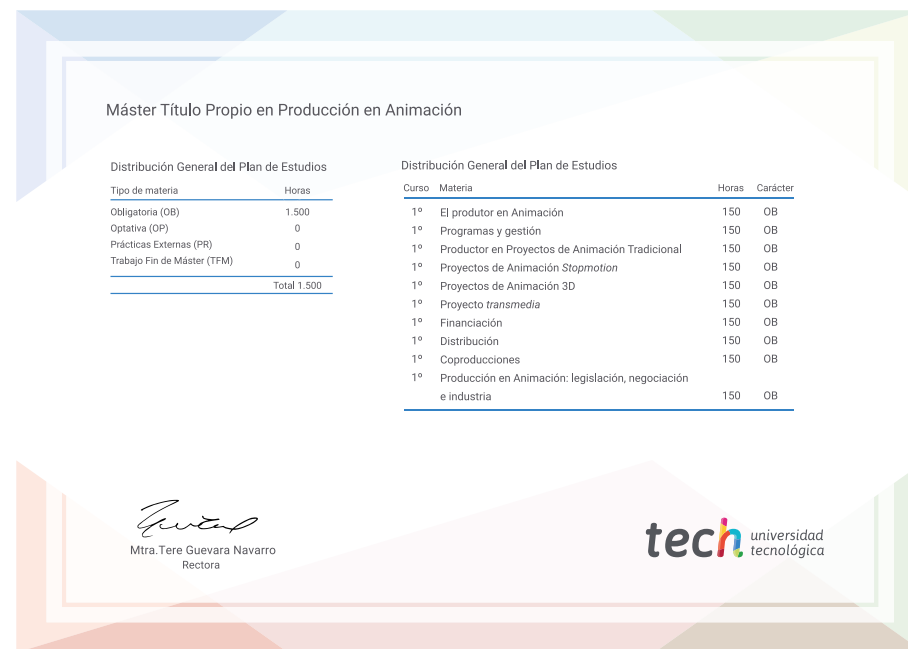 Máster Título Propio en Producción en Animación
Distribución General del Plan de Estudios
Tipo de materia Horas
Obligatoria (OB) 1.500
Optativa (OP) 0
Prácticas Externas (PR) 0
Trabajo Fin de Máster (TFM) 0
Total 1.500
Distribución General del Plan de Estudios
Curso Materia Horas Carácter
1º El produtor en Animación 150 OB
1º Programas y gestión 150 OB
1º Productor en Proyectos de Animación Tradicional 150 OB
1º Proyectos de Animación Stopmotion 150 OB
1º Proyectos de Animación 3D 150 OB
1º Proyecto transmedia 150 OB
1º Financiación 150 OB
1º Distribución 150 OB
1º Coproducciones 150 OB
1º Producción en Animación: legislación, negociación
e industria 150 OB
Mtra.Tere Guevara Navarro
Rectora
tech universidad
tecnológica